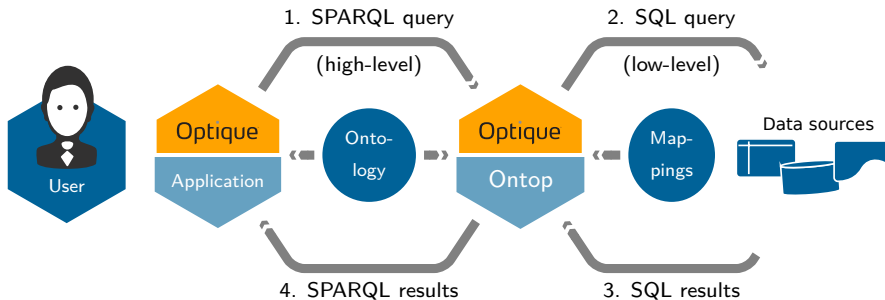 1. SPARQL query
(high-level)
2. SQL query
(low-level)
User
Optique
Application
Onto-
logy
Optique
Ontop
Map-
pings
Data sources
4. SPARQL results
3. SQL results